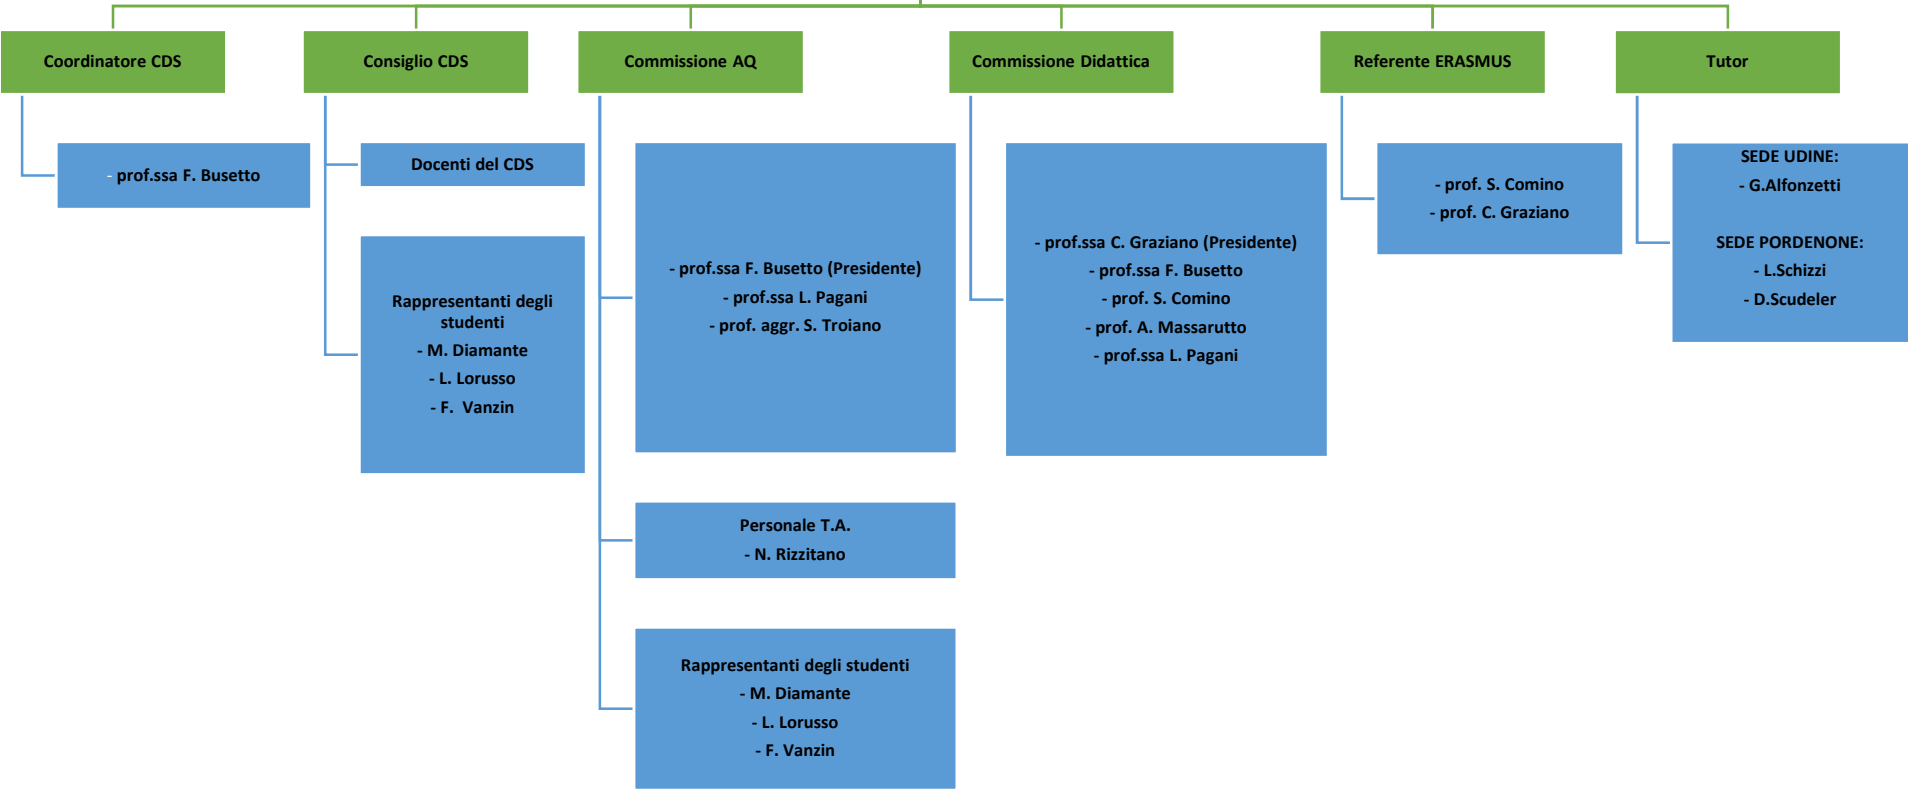 Coordinatore CDS
- prof.ssa F. Busetto
Consiglio CDS
Docenti del CDS
Rappresentanti degli
studenti
- M. Diamante
- L. Lorusso
- F.  Vanzin
Commissione AQ
- prof.ssa F. Busetto (Presidente)
- prof.ssa L. Pagani
- prof. aggr. S. Troiano
Personale T.A.
- N. Rizzitano
Rappresentanti degli studenti
- M. Diamante
- L. Lorusso
- F. Vanzin
Commissione Didattica
- prof.ssa C. Graziano (Presidente)
- prof.ssa F. Busetto
- prof. S. Comino
- prof. A. Massarutto
- prof.ssa L. Pagani
Referente ERASMUS
- prof. S. Comino
- prof. C. Graziano
Tutor
SEDE UDINE:
- G.Alfonzetti
SEDE PORDENONE:
- L.Schizzi
- D.Scudeler